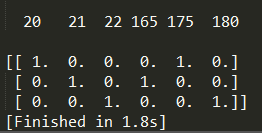 20 21 22 165 175 180
[[ 1. 0. 0. 0. 1. 0.]
[ 0. 1. 0. 1. 0. 0.]
[ 0. 0. 1. 0. 0. 1.]]
[Finished in 1.8s]